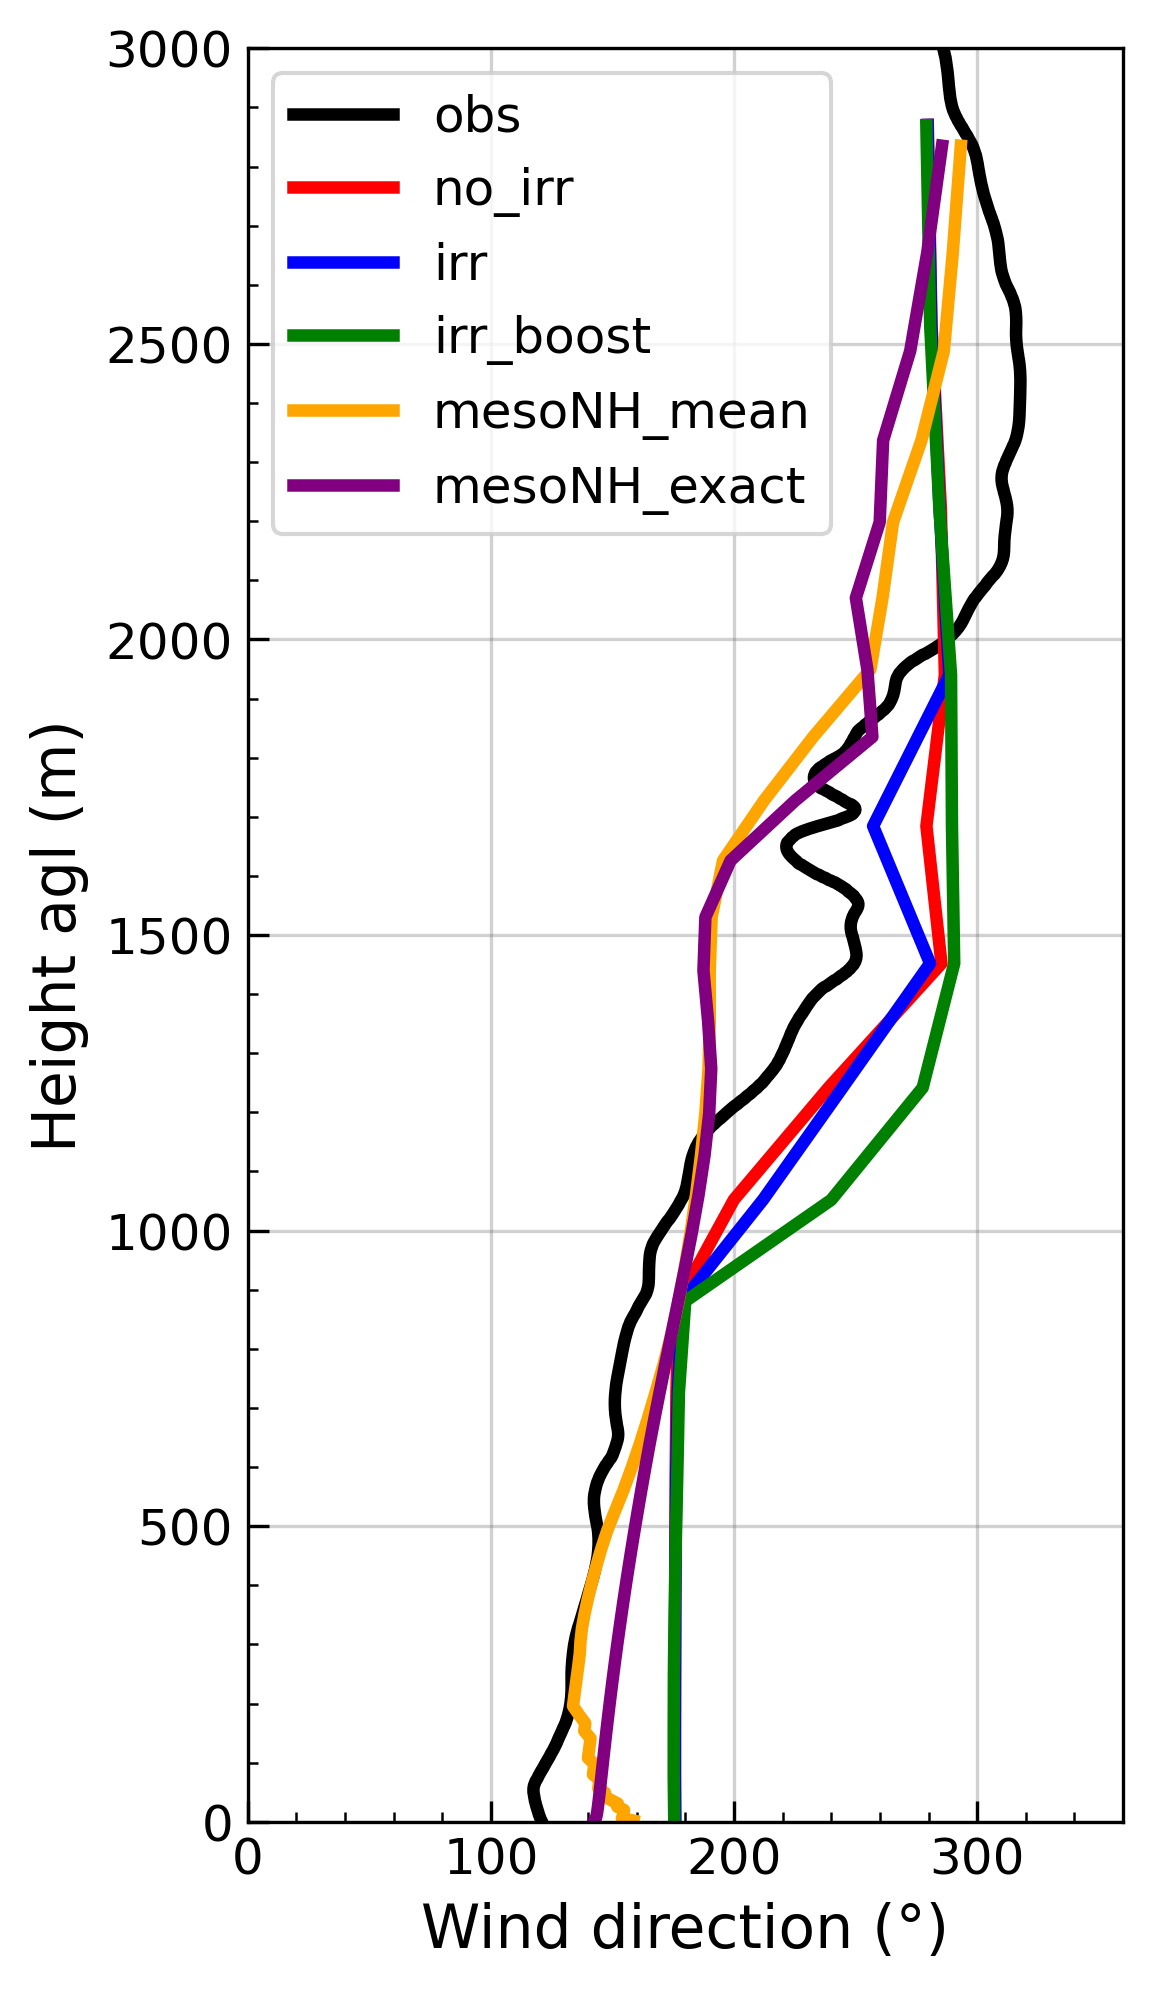 3000
2500
2000
1500
1000
500
0
Height agl (m)
obs
no_irr
irr
irr_boost
mesoNH_mean
mesoNH_exact
0
100
200
300
Wind direction (°)